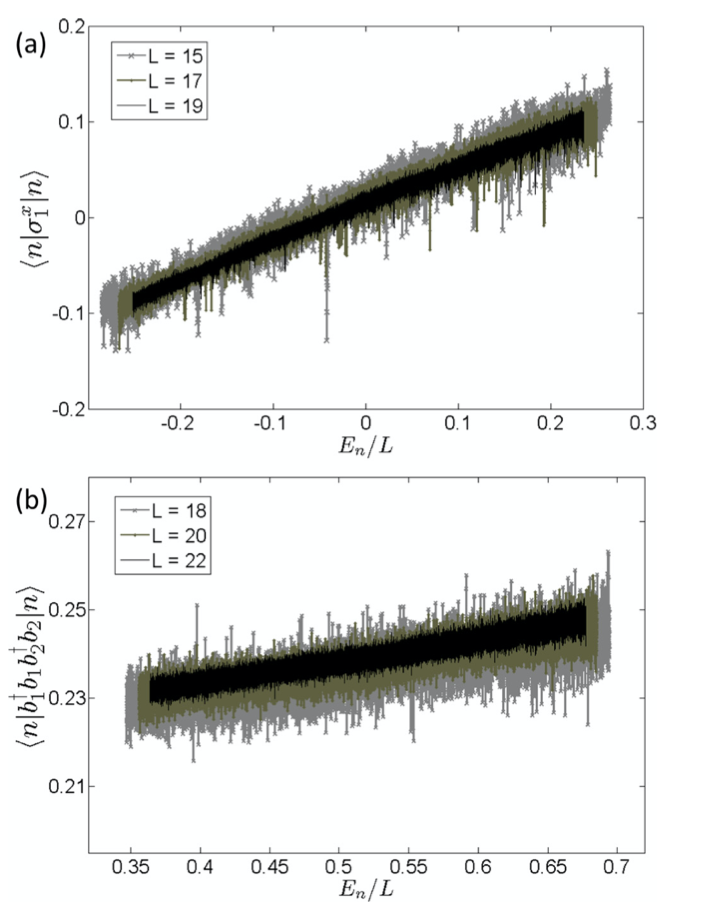 (a)
0.2
0.1
0
-0.1
-0.2
L = 15
L = 17
L = 19
⟨n|σ₁ˣ|n⟩
-0.2 -0.1 0 0.1 0.2 0.3
Eₙ/L
(b)
0.27
0.25
0.23
0.21
L = 18
L = 20
L = 22
⟨n|b₁†b₁b₂†b₂|n⟩
0.35 0.4 0.45 0.5 0.55 0.6 0.65 0.7
Eₙ/L